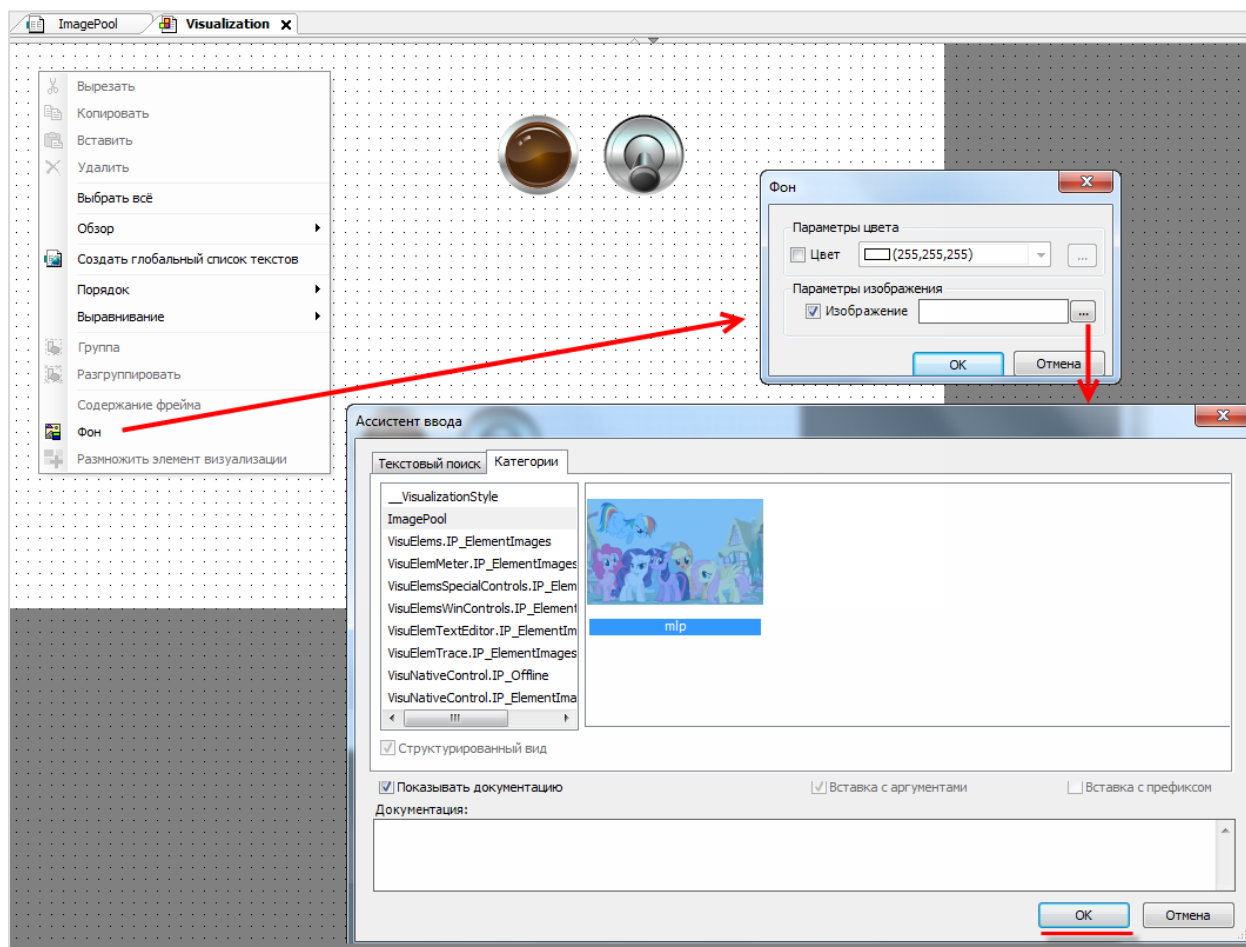 ImagePool
Visualization
Вырезать
Копировать
Вставить
Удалить
Выбрать всё
Обзор
Создать глобальный список текстов
Порядок
Выравнивание
Группа
Разгруппировать
Содержание фрейма
Фон
Размножить элемент визуализации
Фон
Параметры цвета
Цвет (255,255,255) ...
Параметры изображения
Изображение ...
OK Отмена
Ассистент ввода
Текстовый поиск Категории
__VisualizationStyle
ImagePool
VisuElems.IP_ElementImages
VisuElemMeter.IP_ElementImages
VisuElemsSpecialControls.IP_Elem
VisuElemsWinControls.IP_Element
VisuElemTextEditor.IP_ElementIm
VisuElemTrace.IP_ElementImages
VisuNativeControl.IP_Offline
VisuNativeControl.IP_ElementIma
mlp
Структурированный вид
Показывать документацию Вставка с аргументами Вставка с префиксом
Документация:
OK Отмена